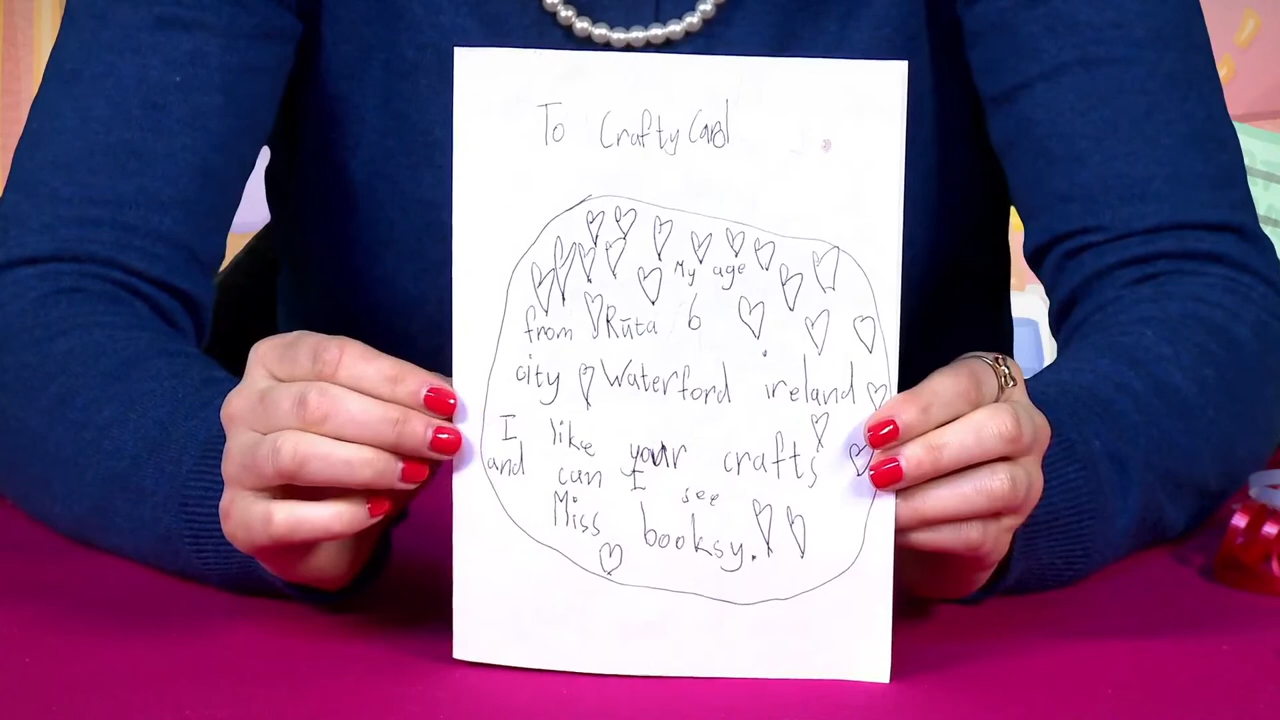 To Crafty Carol
My age
from Rūta 6
city Waterford ireland
I like your crafts
and can I see
Miss booksy.